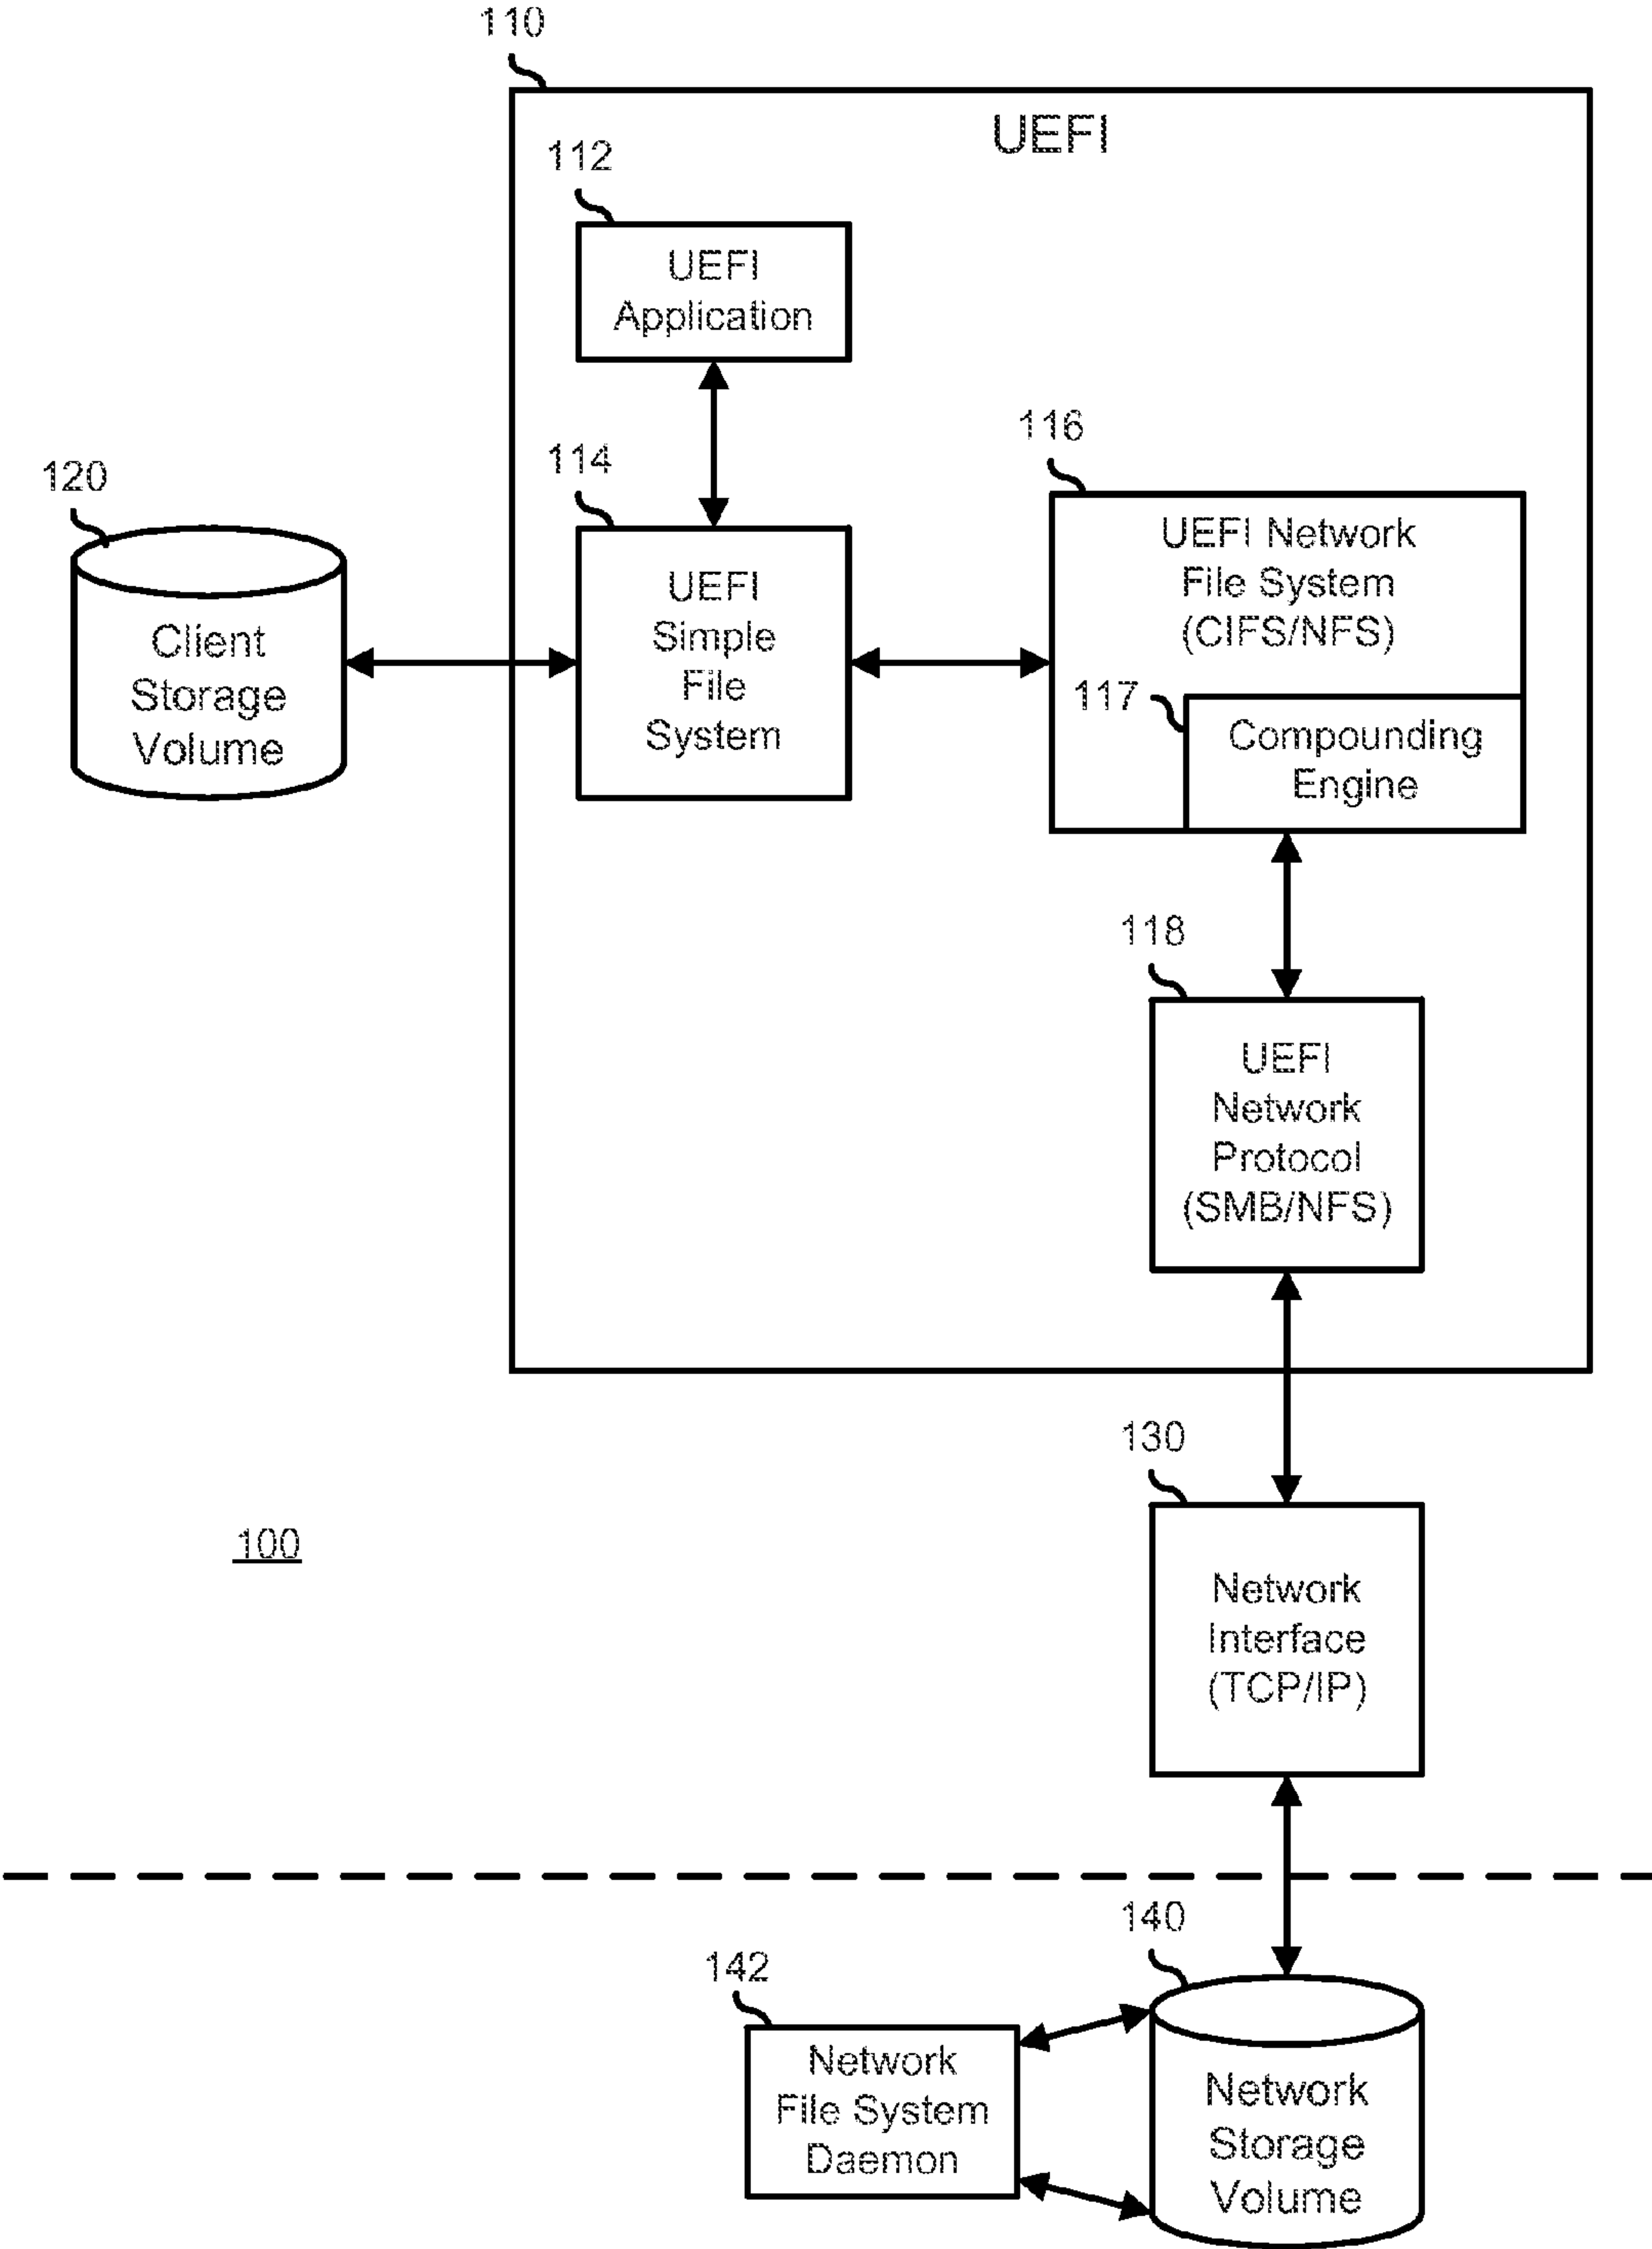 110
UEFI
112
UEFI
Application
114
UEFI
Simple
File
System
116
UEFI Network
File System
(CIFS/NFS)
117
Compounding
Engine
120
Client
Storage
Volume
118
UEFI
Network
Protocol
(SMB/NFS)
130
Network
Interface
(TCP/IP)
100
140
Network
Storage
Volume
142
Network
File System
Daemon